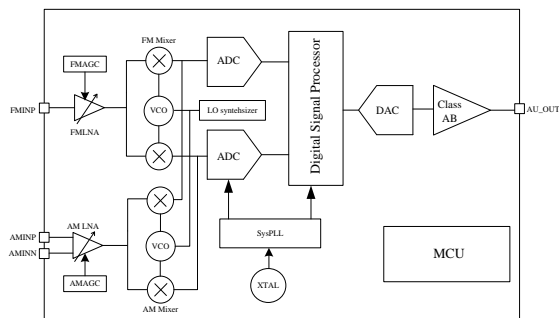 FM Mixer
FMAGC
ADC
FMINP
FMLNA
VCO
LO syntehsizer
Digital Signal Processor
DAC
Class
AB
AU_OUT
ADC
AMINP
AMINN
AM LNA
VCO
SysPLL
AMAGC
AM Mixer
XTAL
MCU